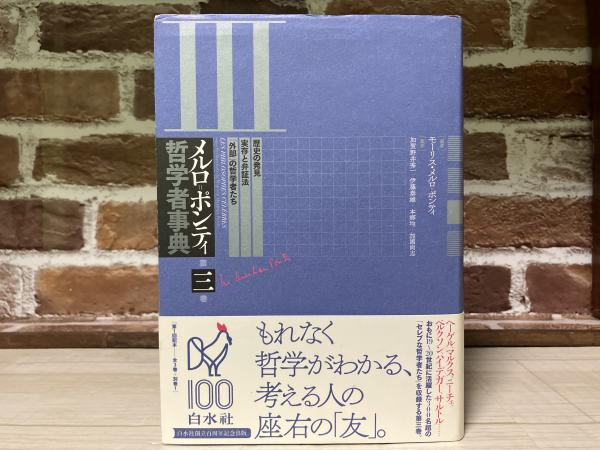 III
編著
モーリス・メルロ=ポンティ
監訳
加賀野井秀一 伊藤泰雄 本郷均 加國尚志
歴史の発見
実存と弁証法
「外部」の哲学者たち
LES PHILOSOPHES CELEBRES
メルロ=ポンティ
哲学者事典
第三巻
ヘーゲル、マルクス、ニーチェ、
ベルクソン、ハイデガー、サルトル……
おもに19〜20世紀に活躍した
「セレブな哲学者たち」を収録する第三巻。
もれなく
哲学がわかる、
考える人の
座右の「友」。
100
白水社
白水社創立百周年記念出版